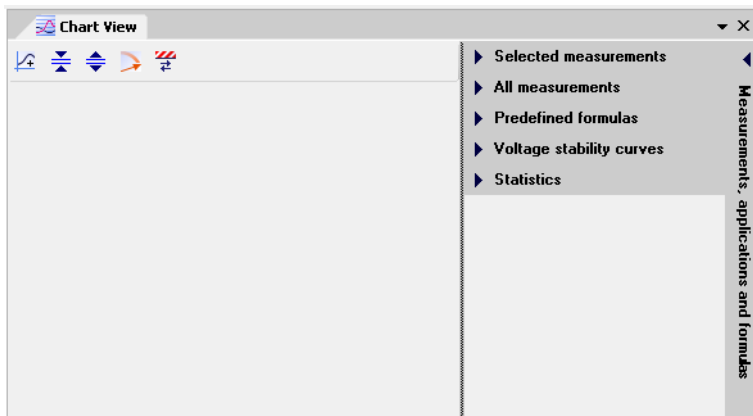 Chart View
Selected measurements
All measurements
Predefined formulas
Voltage stability curves
Statistics
Measurements, applications and formulas